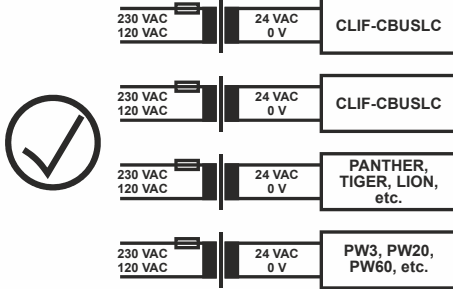 230 VAC
120 VAC
24 VAC
0 V
CLIF-CBUSLC
230 VAC
120 VAC
24 VAC
0 V
CLIF-CBUSLC
230 VAC
120 VAC
24 VAC
0 V
PANTHER,
TIGER, LION,
etc.
230 VAC
120 VAC
24 VAC
0 V
PW3, PW20,
PW60, etc.